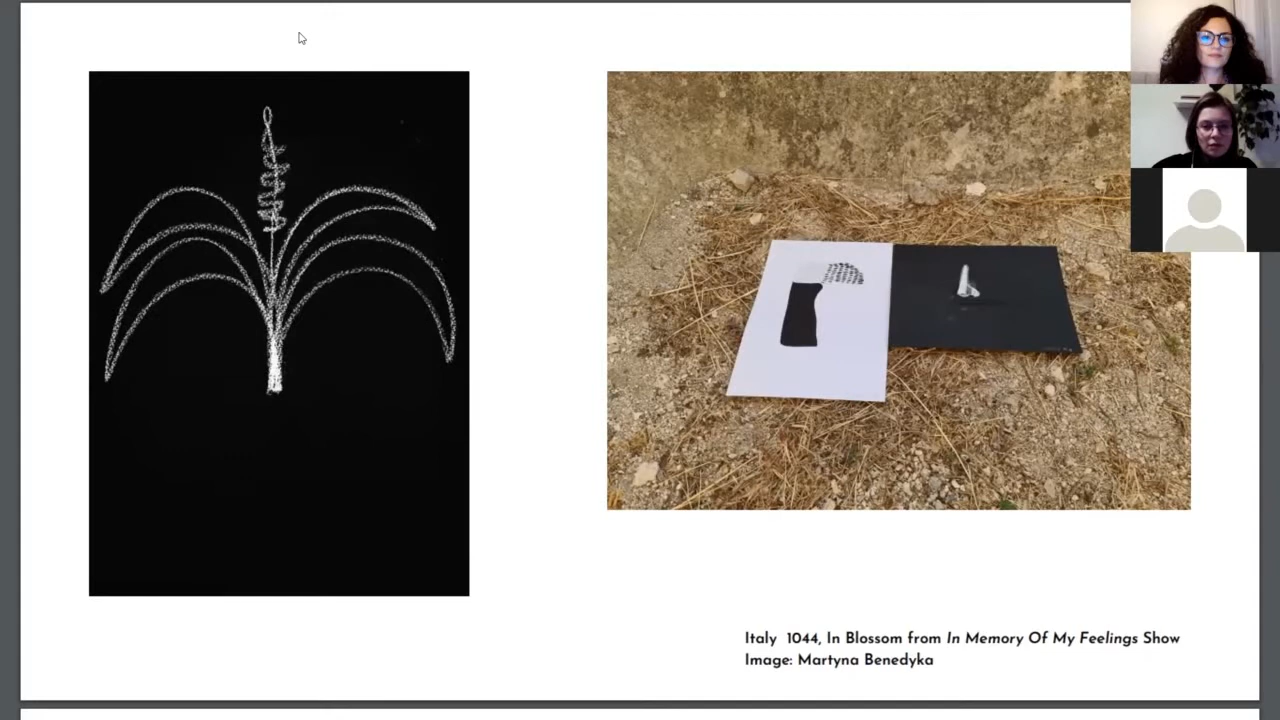 Italy 1044, In Blossom from In Memory Of My Feelings Show
Image: Martyna Benedyka